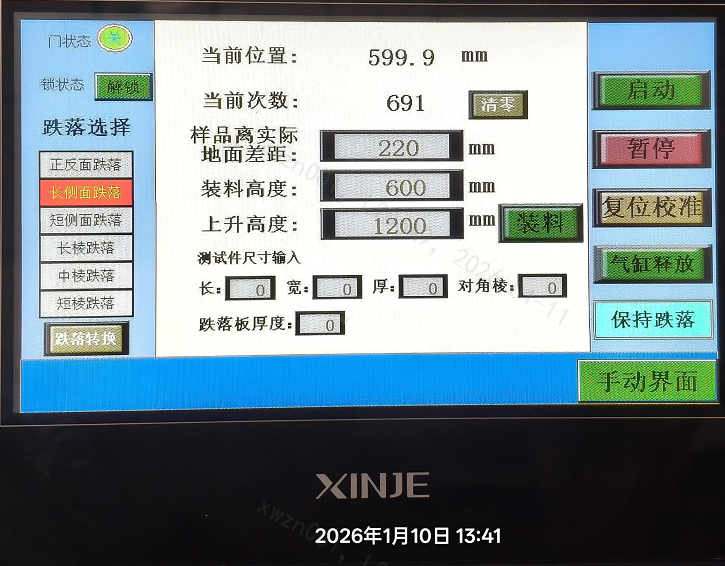 门状态
锁状态 解锁
跌落选择
正反面跌落
长侧面跌落
短侧面跌落
长棱跌落
中棱跌落
短棱跌落
跌落转换
当前位置: 599.9 mm
当前次数: 691 清零
样品离实际
地面差距: 220 mm
装料高度: 600 mm
上升高度: 1200 mm 装料
测试件尺寸输入
长: 0 宽: 0 厚: 0 对角棱: 0
跌落板厚度: 0
启动
暂停
复位校准
气缸释放
保持跌落
手动界面
XINJE
2026年1月10日 13:41